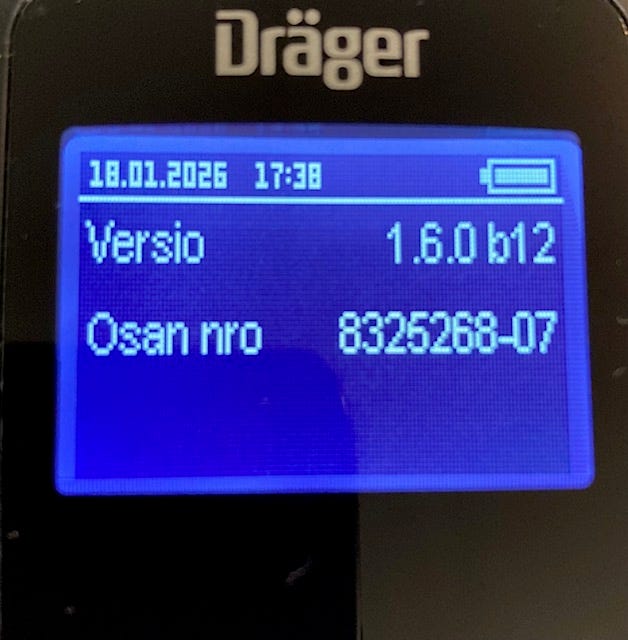 Dräger
18.01.2026 17:38
Versio 1.6.0 b12
Osan nro 8325268-07